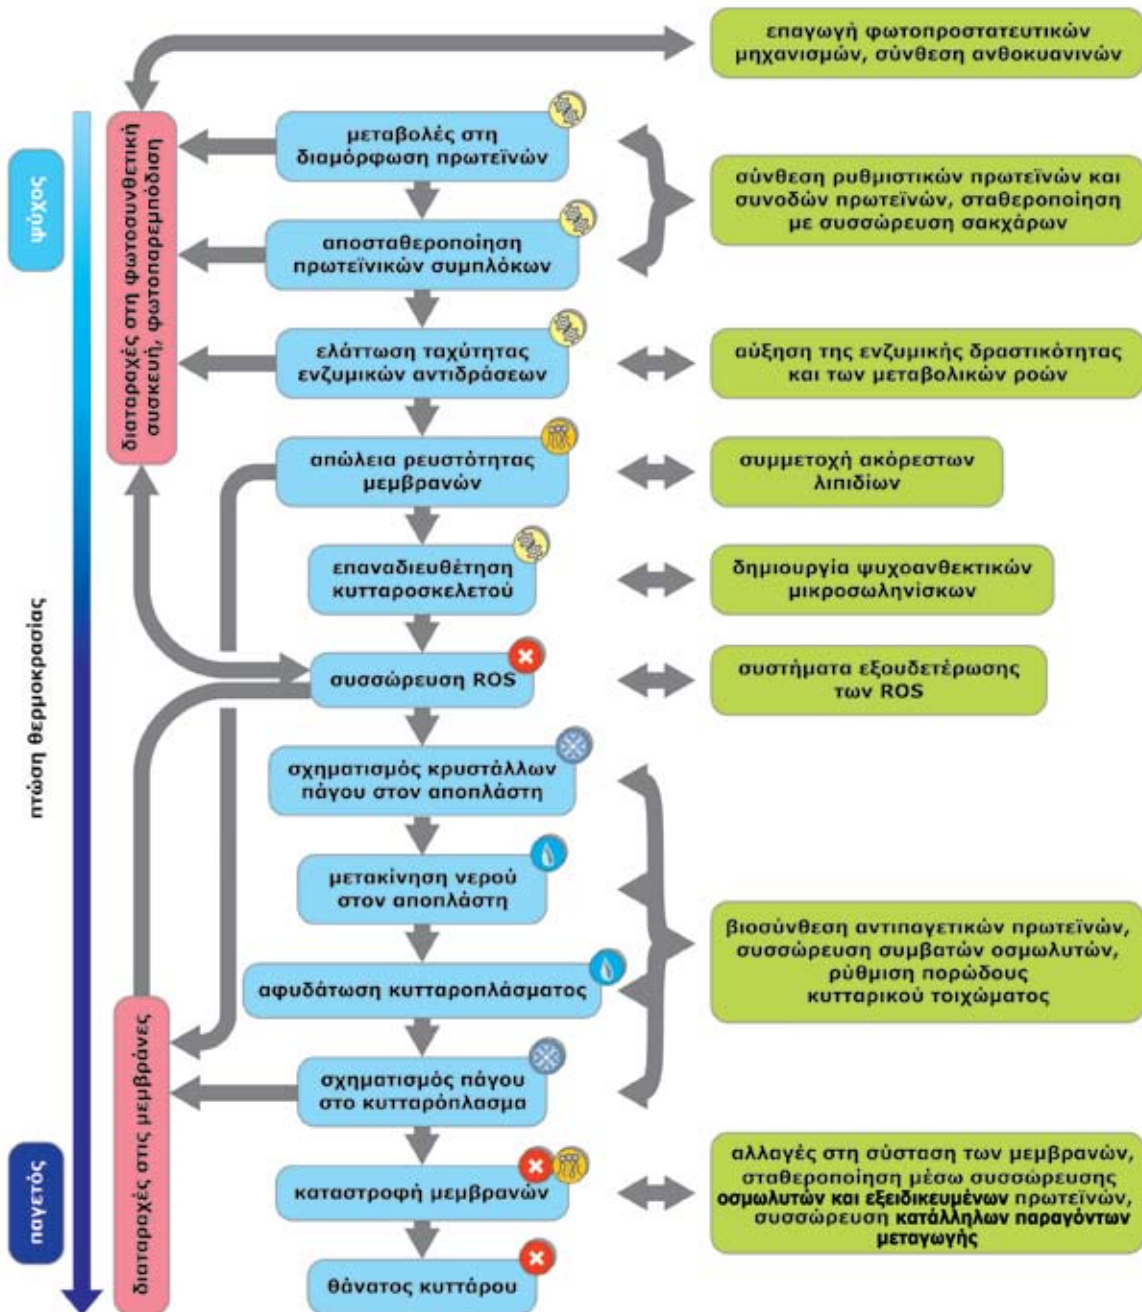 επαγωγή φωτοπροστατευτικών
μηχανισμών, σύνθεση ανθοκυανινών
μεταβολές στη
διαμόρφωση πρωτεϊνών
σύνθεση ρυθμιστικών πρωτεϊνών και
συνοδών πρωτεϊνών, σταθεροποίηση
με συσσώρευση σακχάρων
ψύχος
διαταραχές στη φωτοσυνθετική
συσκευή, φωτοπαρεμπόδιση
αποσταθεροποίηση
πρωτεϊνικών συμπλόκων
ελάττωση ταχύτητας
ενζυμικών αντιδράσεων
αύξηση της ενζυμικής δραστικότητας
και των μεταβολικών ροών
απώλεια ρευστότητας
μεμβρανών
συμμετοχή ακόρεστων
λιπιδίων
επαναδιευθέτηση
κυτταροσκελετού
δημιουργία ψυχοανθεκτικών
μικροσωληνίσκων
πτώση θερμοκρασίας
συσσώρευση ROS
συστήματα εξουδετέρωσης
των ROS
σχηματισμός κρυστάλλων
πάγου στον αποπλάστη
μετακίνηση νερού
στον αποπλάστη
βιοσύνθεση αντιπαγετικών πρωτεϊνών,
συσσώρευση συμβατών οσμωλυτών,
ρύθμιση πορώδους
κυτταρικού τοιχώματος
αφυδάτωση κυτταροπλάσματος
σχηματισμός πάγου
στο κυτταρόπλασμα
διαταραχές στις μεμβράνες
παγετός
καταστροφή μεμβρανών
αλλαγές στη σύσταση των μεμβρανών,
σταθεροποίηση μέσω συσσώρευσης
οσμωλυτών και εξειδικευμένων πρωτεϊνών,
συσσώρευση κατάλληλων παραγόντων
μεταγωγής
θάνατος κυττάρου